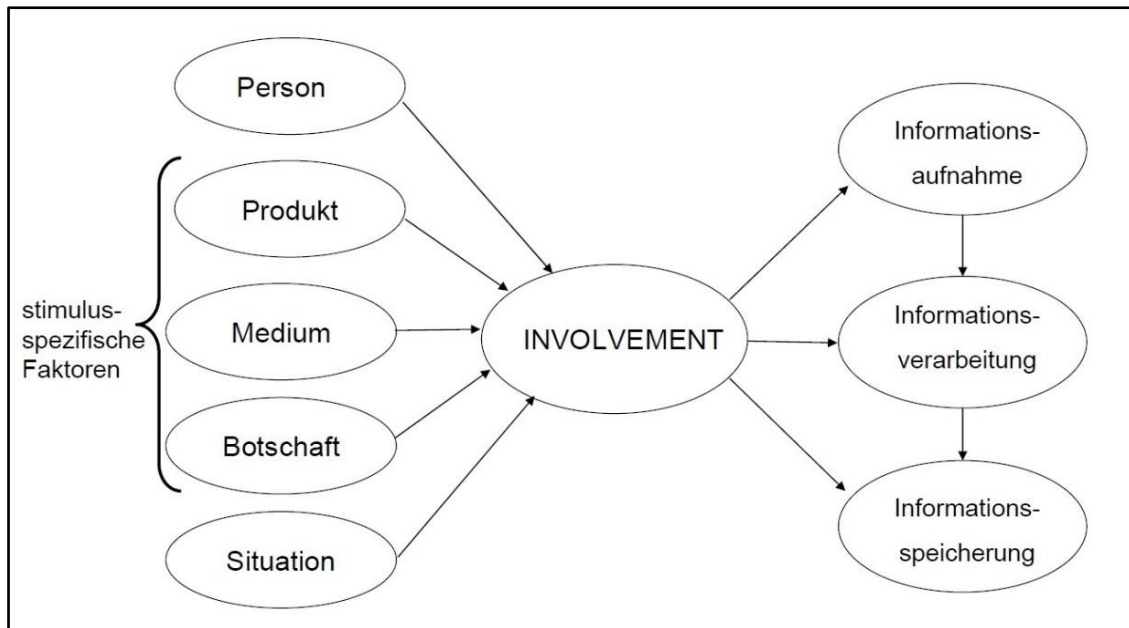 Person
Produkt
Medium
Botschaft
Situation
stimulus-
spezifische
Faktoren
INVOLVEMENT
Informations-
aufnahme
Informations-
verarbeitung
Informations-
speicherung